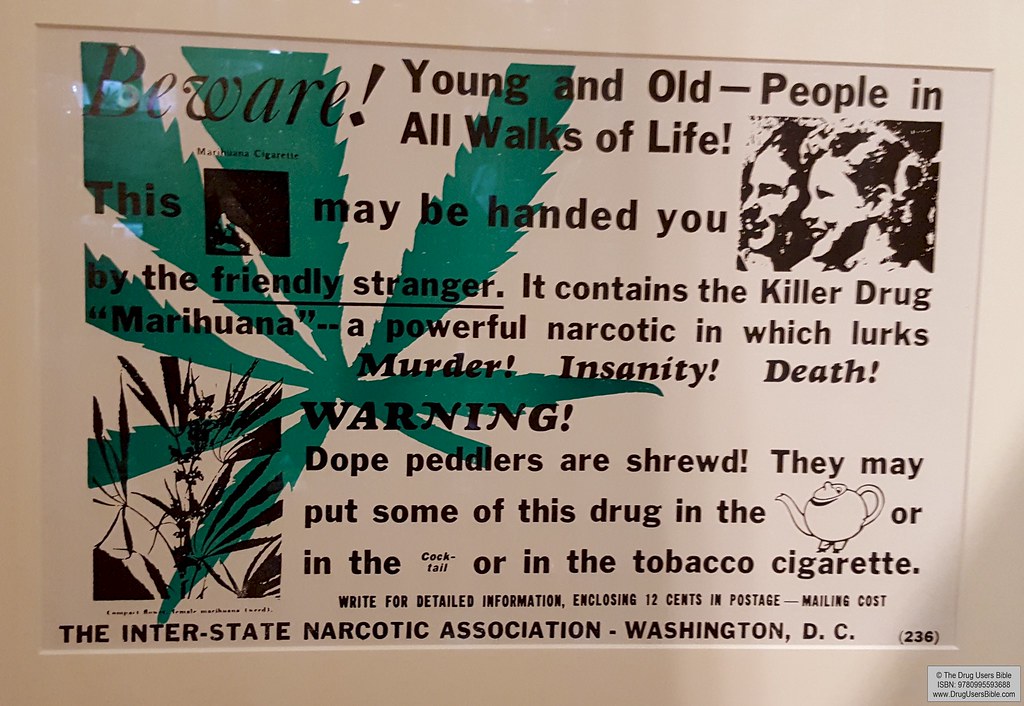 Beware! Young and Old — People in
All Walks of Life!
Marihuana Cigarette
This may be handed you
by the friendly stranger. It contains the Killer Drug
"Marihuana"-- a powerful narcotic in which lurks
Murder! Insanity! Death!
WARNING!
Dope peddlers are shrewd! They may
put some of this drug in the or
in the Cock-
tail or in the tobacco cigarette.
female marihuana (weed).
WRITE FOR DETAILED INFORMATION, ENCLOSING 12 CENTS IN POSTAGE — MAILING COST
THE INTER-STATE NARCOTIC ASSOCIATION - WASHINGTON, D. C. (236)
© The Drug Users Bible
ISBN: 9780995593688
www.DrugUsersBible.com